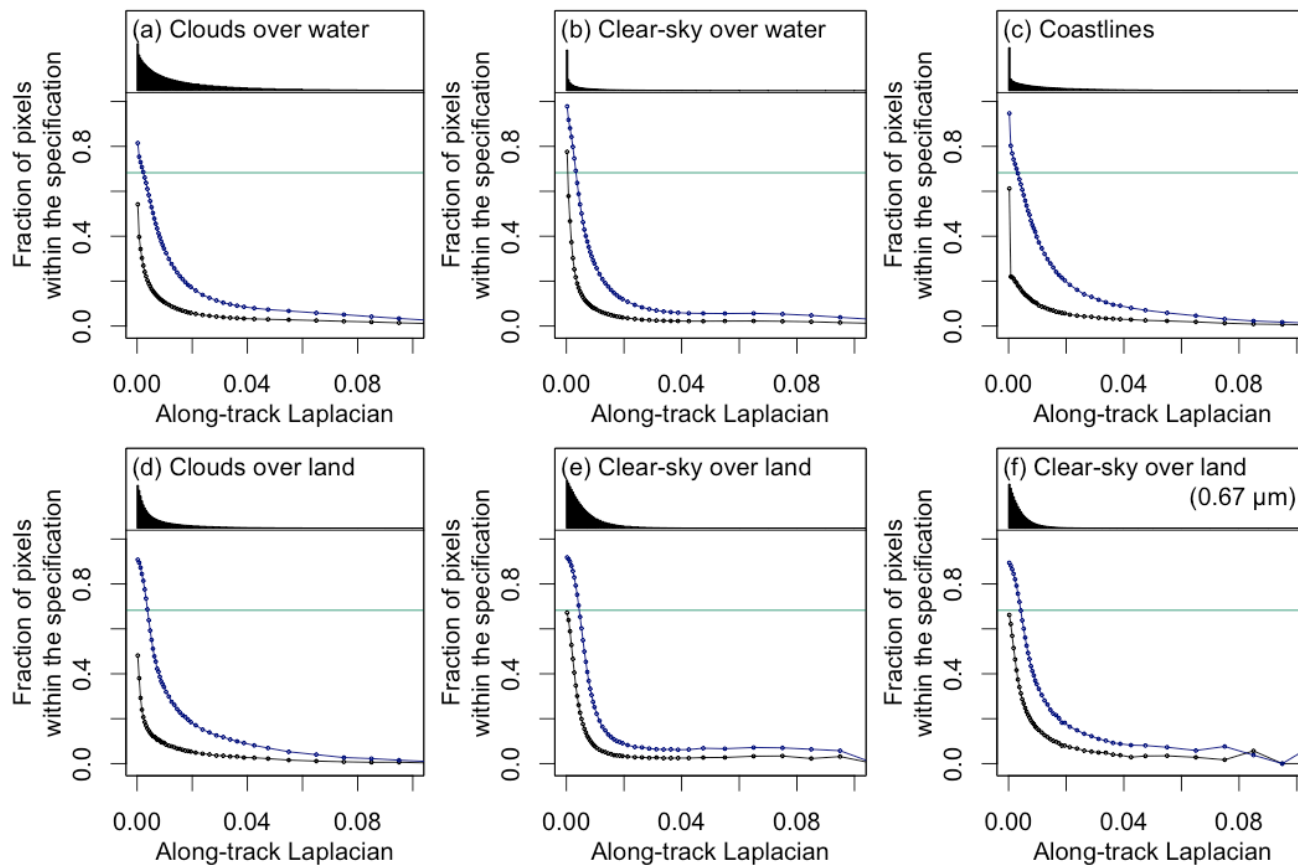 (a) Clouds over water
Fraction of pixels
within the specification
0.0
0.4
0.8
0.00
0.04
0.08
Along-track Laplacian
(b) Clear-sky over water
Fraction of pixels
within the specification
0.0
0.4
0.8
0.00
0.04
0.08
Along-track Laplacian
(c) Coastlines
Fraction of pixels
within the specification
0.0
0.4
0.8
0.00
0.04
0.08
Along-track Laplacian
(d) Clouds over land
Fraction of pixels
within the specification
0.0
0.4
0.8
0.00
0.04
0.08
Along-track Laplacian
(e) Clear-sky over land
Fraction of pixels
within the specification
0.0
0.4
0.8
0.00
0.04
0.08
Along-track Laplacian
(f) Clear-sky over land
(0.67 µm)
Fraction of pixels
within the specification
0.0
0.4
0.8
0.00
0.04
0.08
Along-track Laplacian